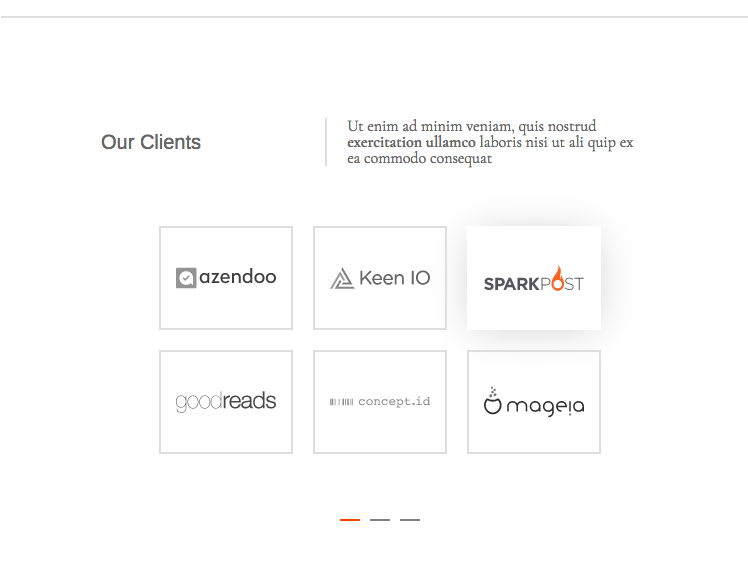 Our Clients
Ut enim ad minim veniam, quis nostrud
exercitation ullamco laboris nisi ut ali quip ex
ea commodo consequat
azendoo
Keen IO
SPARKPOST
goodreads
concept.id
mageia